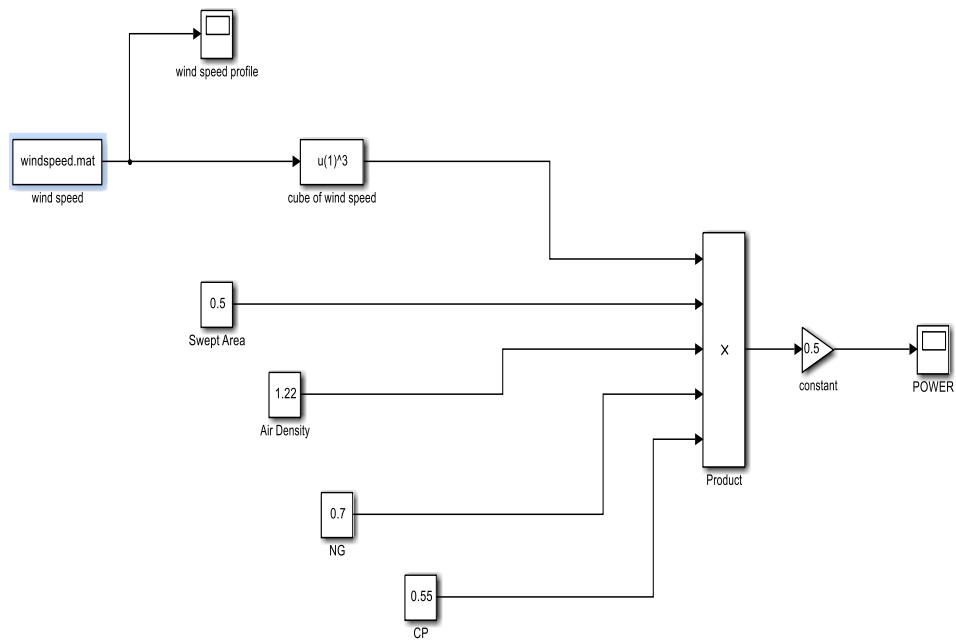 wind speed profile
windspeed.mat
wind speed
u(1)^3
cube of wind speed
0.5
Swept Area
1.22
Air Density
0.7
NG
0.55
CP
X
Product
0.5
constant
POWER